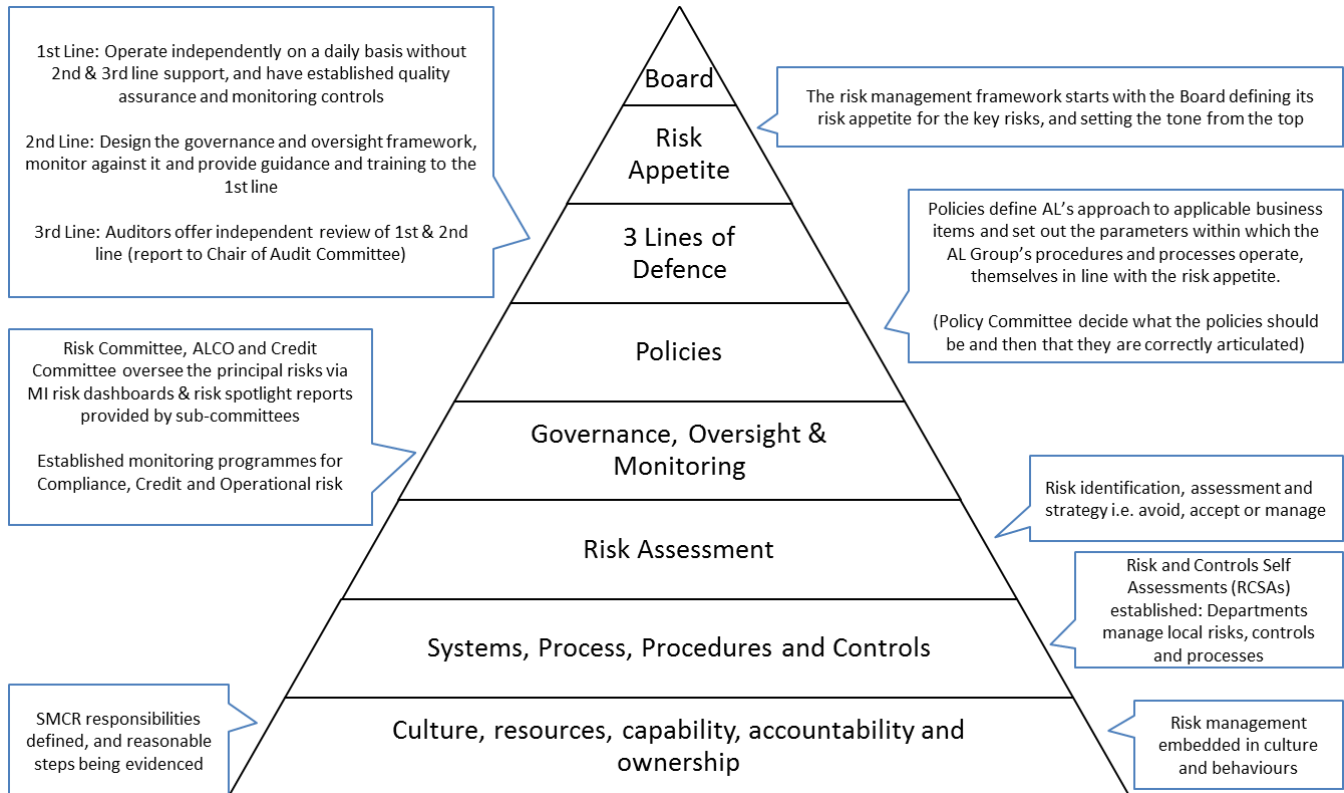 1st Line: Operate independently on a daily basis without
2nd & 3rd line support, and have established quality
assurance and monitoring controls
2nd Line: Design the governance and oversight framework,
monitor against it and provide guidance and training to the
1st line
3rd Line: Auditors offer independent review of 1st & 2nd
line (report to Chair of Audit Committee)
Board
The risk management framework starts with the Board defining its
risk appetite for the key risks, and setting the tone from the top
Risk
Appetite
3 Lines of
Defence
Policies define AL's approach to applicable business
items and set out the parameters within which the
AL Group's procedures and processes operate,
themselves in line with the risk appetite.
(Policy Committee decide what the policies should
be and then that they are correctly articulated)
Policies
Risk Committee, ALCO and Credit
Committee oversee the principal risks via
MI risk dashboards & risk spotlight reports
provided by sub-committees
Established monitoring programmes for
Compliance, Credit and Operational risk
Governance, Oversight &
Monitoring
Risk identification, assessment and
strategy i.e. avoid, accept or manage
Risk Assessment
Risk and Controls Self
Assessments (RCSAs)
established: Departments
manage local risks, controls
and processes
Systems, Process, Procedures and Controls
SMCR responsibilities
defined, and reasonable
steps being evidenced
Culture, resources, capability, accountability and
ownership
Risk management
embedded in culture
and behaviours